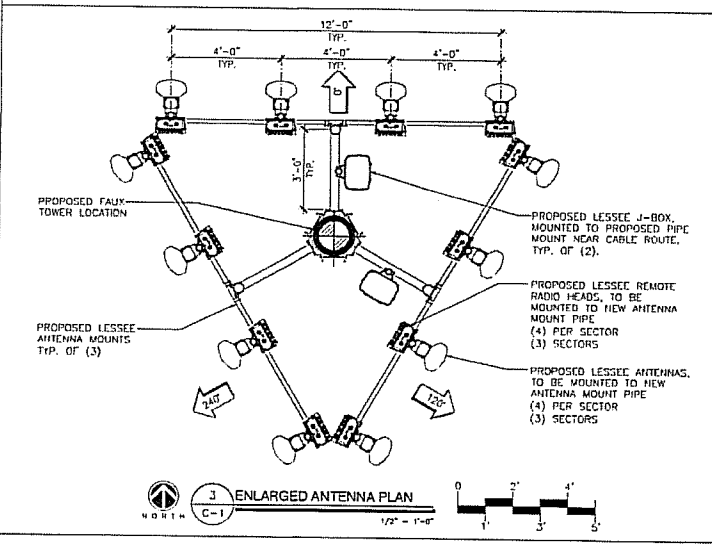 12'-0"
TYP.
4'-0"
TYP.
4'-0"
TYP.
4'-0"
TYP.
0°
3'-0"
TYP.
PROPOSED FAUX
TOWER LOCATION
PROPOSED LESSEE J-BOX,
MOUNTED TO PROPOSED PIPE
MOUNT NEAR CABLE ROUTE,
TYP. OF (2).
PROPOSED LESSEE REMOTE
RADIO HEADS, TO BE
MOUNTED TO NEW ANTENNA
MOUNT PIPE
(4) PER SECTOR
(3) SECTORS
PROPOSED LESSEE
ANTENNA MOUNTS
TYP. OF (3)
PROPOSED LESSEE ANTENNAS,
TO BE MOUNTED TO NEW
ANTENNA MOUNT PIPE
(4) PER SECTOR
(3) SECTORS
240°
120°
NORTH
3
C-1
ENLARGED ANTENNA PLAN
1/2" = 1'-0"
0 2' 4'
1' 3' 5'